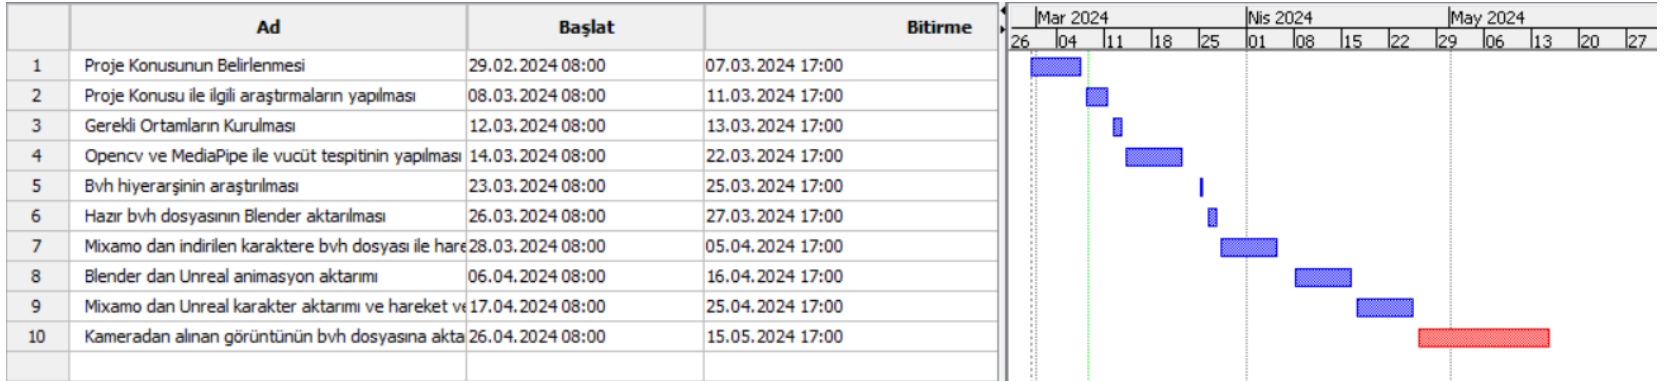 Ad Başlat Bitirme
1 Proje Konusunun Belirlenmesi 29.02.2024 08:00 07.03.2024 17:00
2 Proje Konusu ile ilgili araştırmaların yapılması 08.03.2024 08:00 11.03.2024 17:00
3 Gerekli Ortamların Kurulması 12.03.2024 08:00 13.03.2024 17:00
4 Opencv ve MediaPipe ile vucüt tespitinin yapılması 14.03.2024 08:00 22.03.2024 17:00
5 Bvh hiyerarşinin araştırılması 23.03.2024 08:00 25.03.2024 17:00
6 Hazır bvh dosyasının Blender aktarılması 26.03.2024 08:00 27.03.2024 17:00
7 Mixamo dan indirilen karaktere bvh dosyası ile hare 28.03.2024 08:00 05.04.2024 17:00
8 Blender dan Unreal animasyon aktarımı 06.04.2024 08:00 16.04.2024 17:00
9 Mixamo dan Unreal karakter aktarımı ve hareket ve 17.04.2024 08:00 25.04.2024 17:00
10 Kameradan alınan görüntünün bvh dosyasına akta 26.04.2024 08:00 15.05.2024 17:00
Mar 2024 Nis 2024 May 2024
26 04 11 18 25 01 08 15 22 29 06 13 20 27